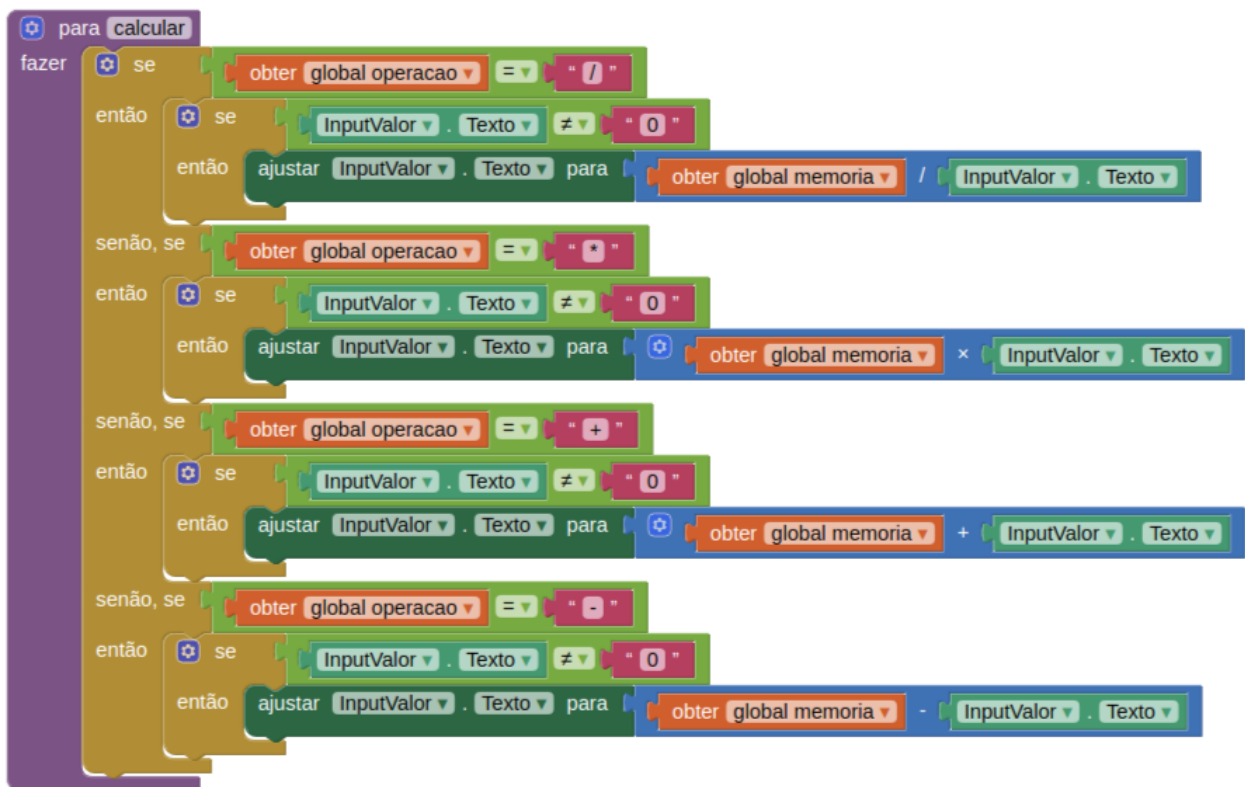 para calcular
fazer se obter global operacao = " / "
então se InputValor . Texto ≠ " 0 "
então ajustar InputValor . Texto para obter global memoria / InputValor . Texto
senão, se obter global operacao = " * "
então se InputValor . Texto ≠ " 0 "
então ajustar InputValor . Texto para obter global memoria × InputValor . Texto
senão, se obter global operacao = " + "
então se InputValor . Texto ≠ " 0 "
então ajustar InputValor . Texto para obter global memoria + InputValor . Texto
senão, se obter global operacao = " - "
então se InputValor . Texto ≠ " 0 "
então ajustar InputValor . Texto para obter global memoria - InputValor . Texto